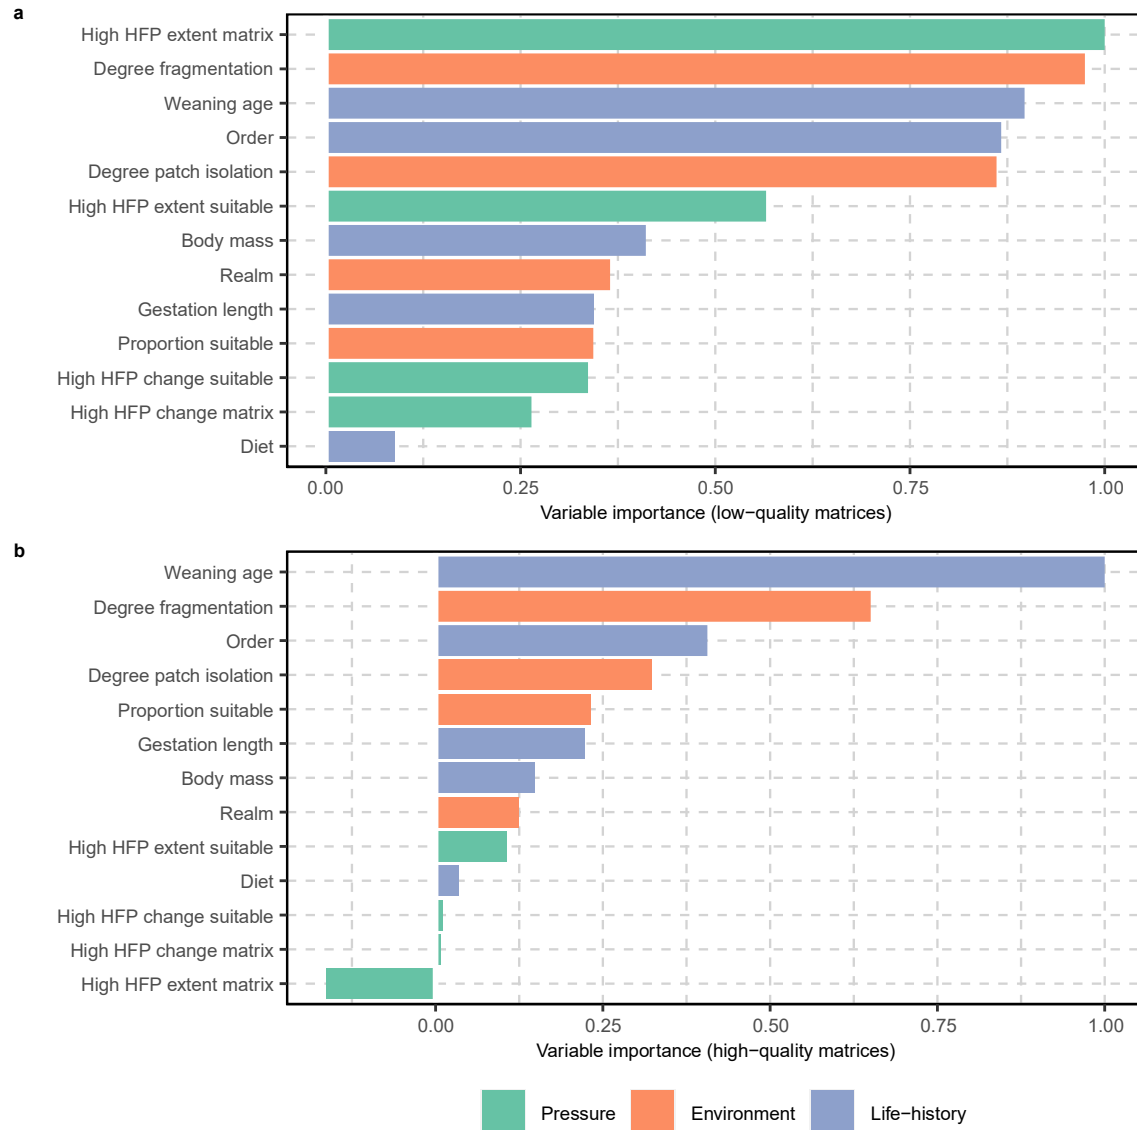 a
High HFP extent matrix
Degree fragmentation
Weaning age
Order
Degree patch isolation
High HFP extent suitable
Body mass
Realm
Gestation length
Proportion suitable
High HFP change suitable
High HFP change matrix
Diet
0.00 0.25 0.50 0.75 1.00
Variable importance (low−quality matrices)
b
Weaning age
Degree fragmentation
Order
Degree patch isolation
Proportion suitable
Gestation length
Body mass
Realm
High HFP extent suitable
Diet
High HFP change suitable
High HFP change matrix
High HFP extent matrix
0.00 0.25 0.50 0.75 1.00
Variable importance (high−quality matrices)
Pressure Environment Life−history